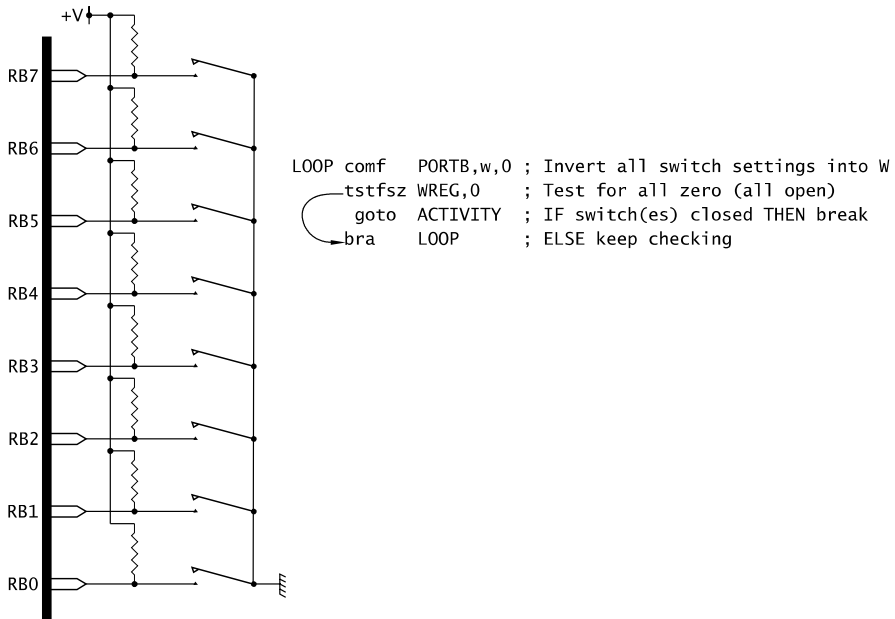 +V
RB7
RB6
RB5
RB4
RB3
RB2
RB1
RB0
LOOP comf PORTB,w,0 ; Invert all switch settings into W
tstfsz WREG,0 ; Test for all zero (all open)
goto ACTIVITY ; IF switch(es) closed THEN break
bra LOOP ; ELSE keep checking